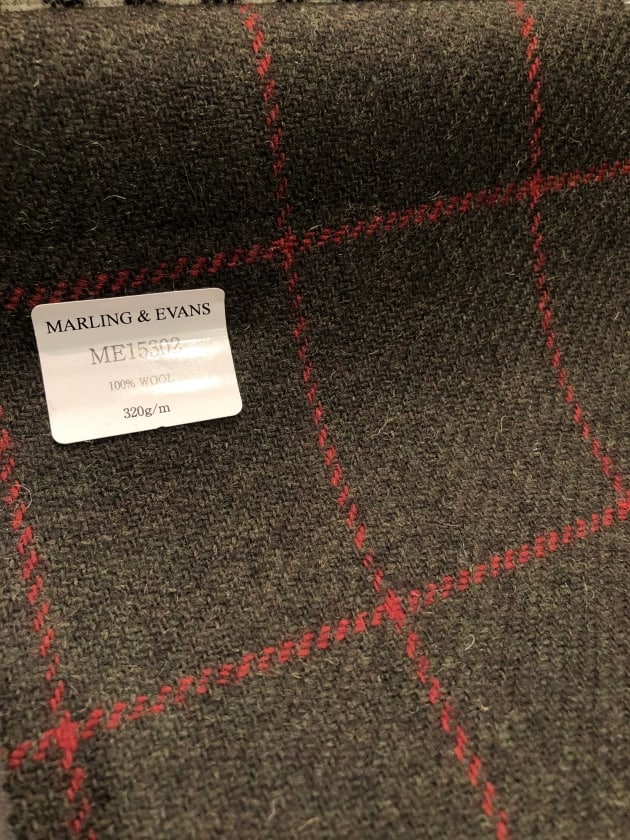 MARLING & EVANS
ME15302
100% WOOL
320g/m